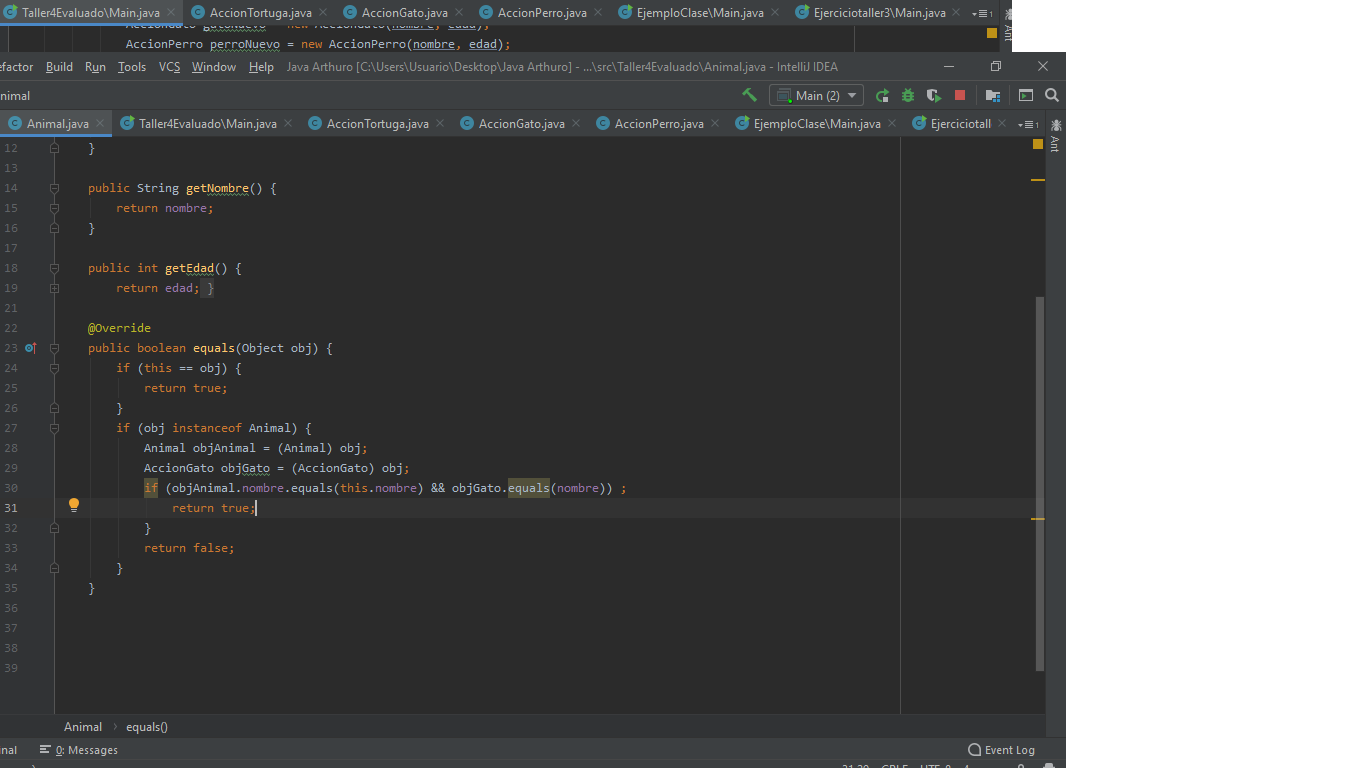 Taller4Evaluado\Main.java AccionTortuga.java AccionGato.java AccionPerro.java EjemploClase\Main.java Ejerciciotaller3\Main.java 1
AccionPerro perroNuevo = new AccionPerro(nombre, edad);
Ant
efactor Build Run Tools VCS Window Help Java Arthuro [C:\Users\Usuario\Desktop\Java Arthuro] - ...\src\Taller4Evaluado\Animal.java - IntelliJ IDEA
nimal Main (2)
Animal.java Taller4Evaluado\Main.java AccionTortuga.java AccionGato.java AccionPerro.java EjemploClase\Main.java Ejerciciotall 1
Ant
12 }
13
14 public String getNombre() {
15 return nombre;
16 }
17
18 public int getEdad() {
19 return edad; }
21
22 @Override
23 public boolean equals(Object obj) {
24 if (this == obj) {
25 return true;
26 }
27 if (obj instanceof Animal) {
28 Animal objAnimal = (Animal) obj;
29 AccionGato objGato = (AccionGato) obj;
30 if (objAnimal.nombre.equals(this.nombre) && objGato.equals(nombre)) ;
31 return true;
32 }
33 return false;
34 }
35 }
36
37
38
39
Animal equals()
nal 0: Messages Event Log